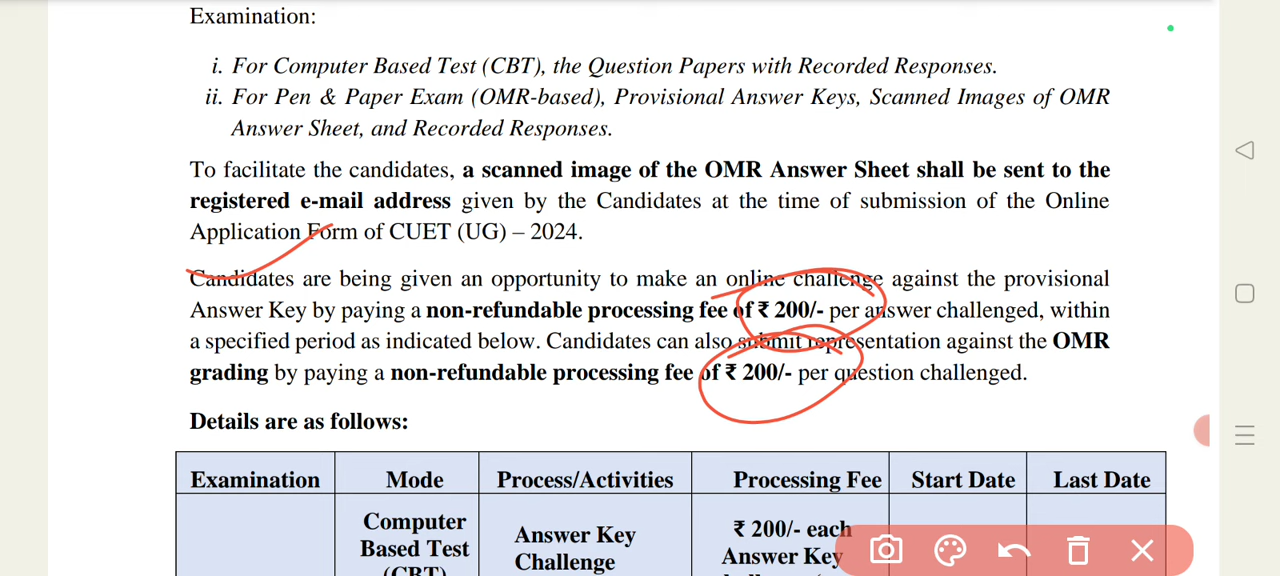 Examination:
i. For Computer Based Test (CBT), the Question Papers with Recorded Responses.
ii. For Pen & Paper Exam (OMR-based), Provisional Answer Keys, Scanned Images of OMR
Answer Sheet, and Recorded Responses.
To facilitate the candidates, a scanned image of the OMR Answer Sheet shall be sent to the
registered e-mail address given by the Candidates at the time of submission of the Online
Application Form of CUET (UG) – 2024.
Candidates are being given an opportunity to make an online challenge against the provisional
Answer Key by paying a non-refundable processing fee of ₹ 200/- per answer challenged, within
a specified period as indicated below. Candidates can also submit representation against the OMR
grading by paying a non-refundable processing fee of ₹ 200/- per question challenged.
Details are as follows:
Examination Mode Process/Activities Processing Fee Start Date Last Date
Computer
Based Test
(CBT)
Answer Key
Challenge
₹ 200/- each
Answer Key